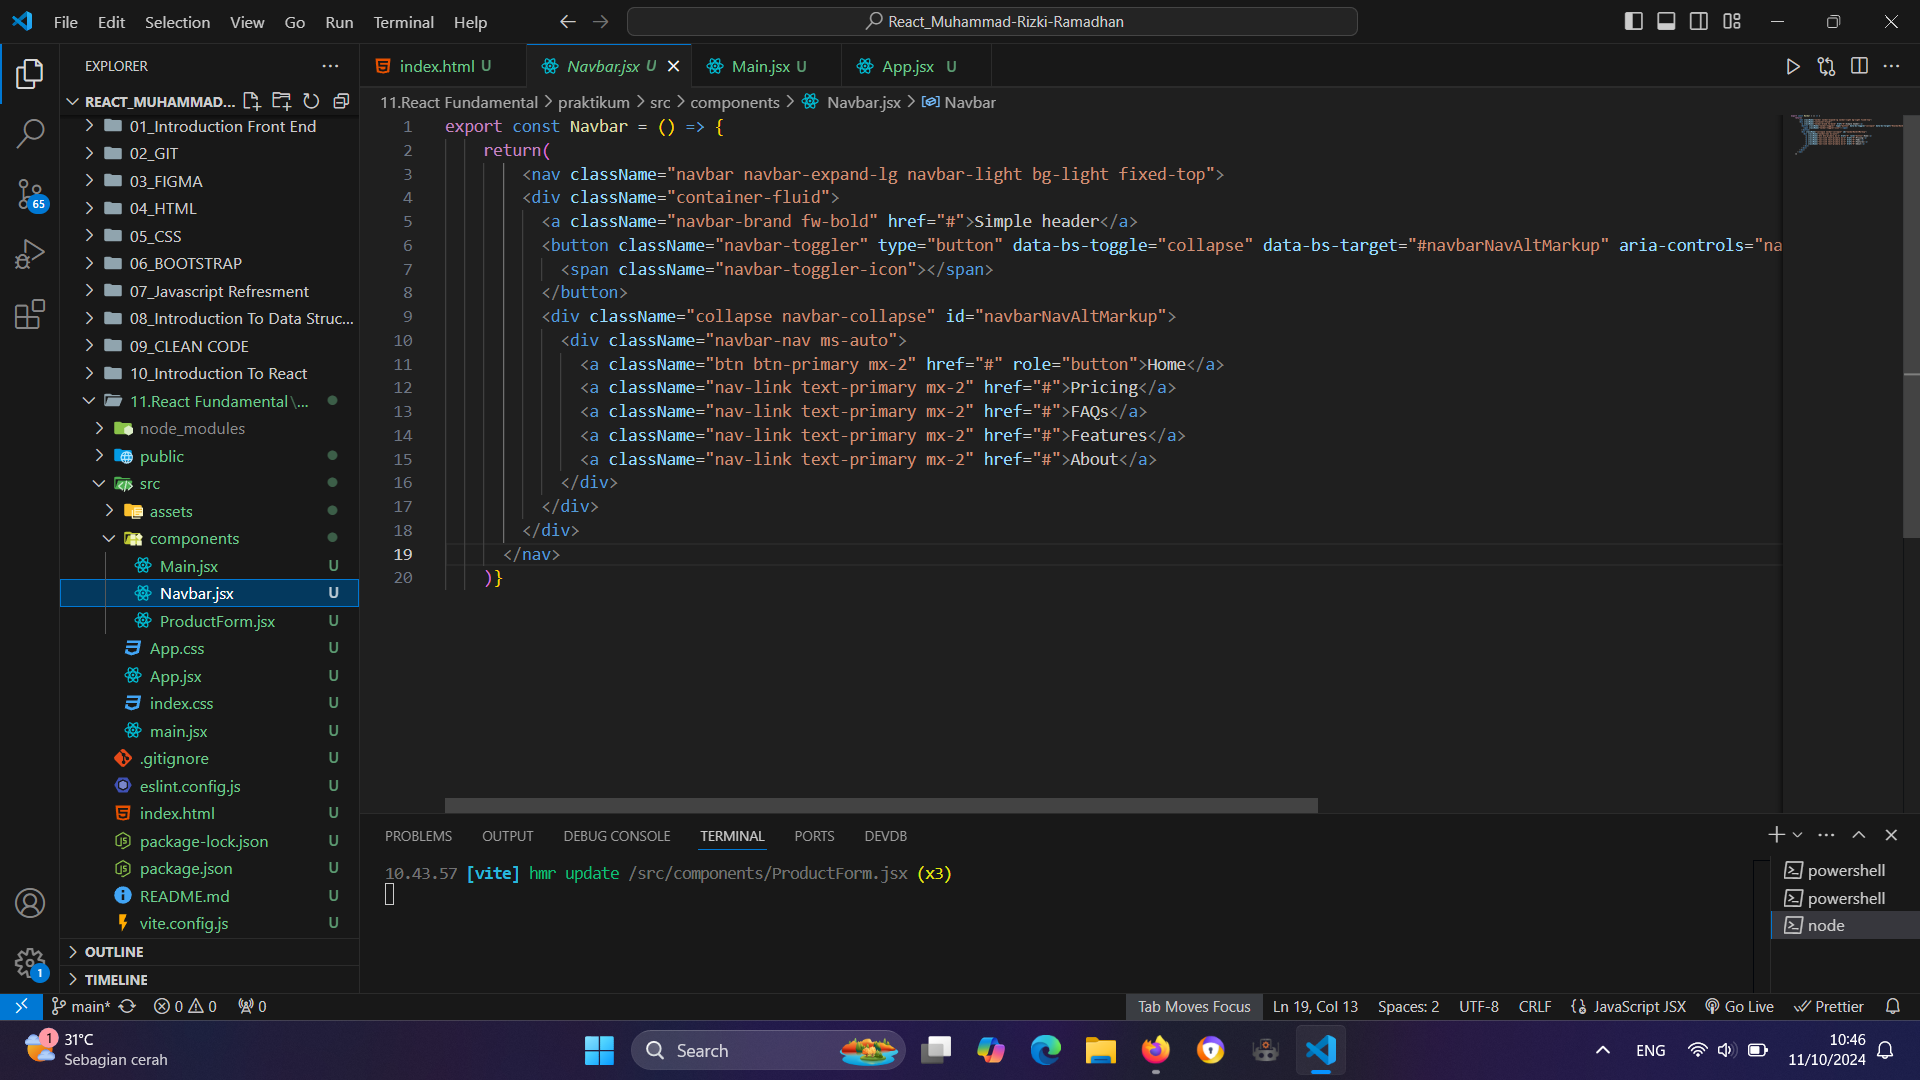 File Edit Selection View Go Run Terminal Help
React_Muhammad-Rizki-Ramadhan
EXPLORER
REACT_MUHAMMAD...
01_Introduction Front End
02_GIT
03_FIGMA
04_HTML
05_CSS
06_BOOTSTRAP
07_Javascript Refresment
08_Introduction To Data Struc...
09_CLEAN CODE
10_Introduction To React
11.React Fundamental\...
node_modules
public
src
assets
components
Main.jsx U
Navbar.jsx U
ProductForm.jsx U
App.css U
App.jsx U
index.css U
main.jsx U
.gitignore U
eslint.config.js U
index.html U
package-lock.json U
package.json U
README.md U
vite.config.js U
OUTLINE
TIMELINE
65
1
index.html U Navbar.jsx U Main.jsx U App.jsx U
11.React Fundamental > praktikum > src > components > Navbar.jsx > Navbar
1 export const Navbar = () => {
2 return(
3 <nav className="navbar navbar-expand-lg navbar-light bg-light fixed-top">
4 <div className="container-fluid">
5 <a className="navbar-brand fw-bold" href="#">Simple header</a>
6 <button className="navbar-toggler" type="button" data-bs-toggle="collapse" data-bs-target="#navbarNavAltMarkup" aria-controls="na
7 <span className="navbar-toggler-icon"></span>
8 </button>
9 <div className="collapse navbar-collapse" id="navbarNavAltMarkup">
10 <div className="navbar-nav ms-auto">
11 <a className="btn btn-primary mx-2" href="#" role="button">Home</a>
12 <a className="nav-link text-primary mx-2" href="#">Pricing</a>
13 <a className="nav-link text-primary mx-2" href="#">FAQs</a>
14 <a className="nav-link text-primary mx-2" href="#">Features</a>
15 <a className="nav-link text-primary mx-2" href="#">About</a>
16 </div>
17 </div>
18 </div>
19 </nav>
20 )}
PROBLEMS OUTPUT DEBUG CONSOLE TERMINAL PORTS DEVDB
10.43.57 [vite] hmr update /src/components/ProductForm.jsx (x3)
powershell
powershell
node
main* 0 0 0 Tab Moves Focus Ln 19, Col 13 Spaces: 2 UTF-8 CRLF {} JavaScript JSX Go Live Prettier
1
31°C
Sebagian cerah
Search
ENG
10:46
11/10/2024